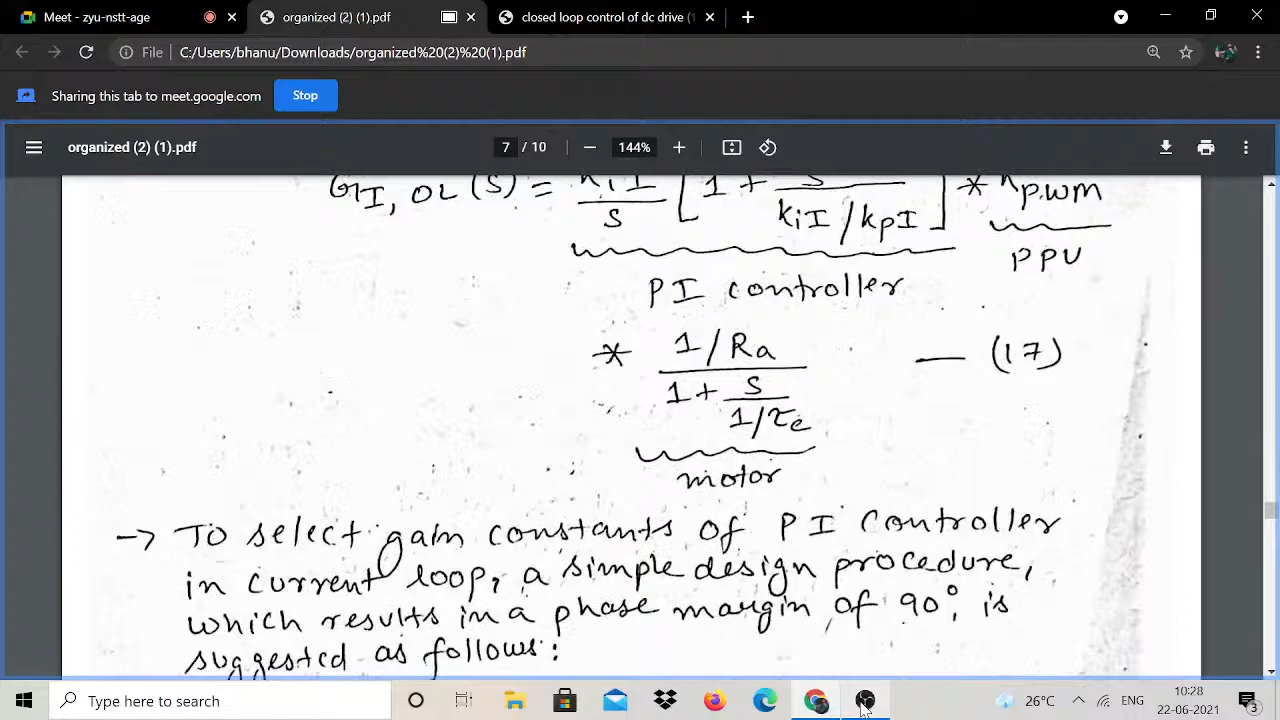 Meet - zyu-nstt-age
organized (2) (1).pdf
closed loop control of dc drive (1
File
C:/Users/bhanu/Downloads/organized%20(2)%20(1).pdf
Sharing this tab to meet.google.com
Stop
organized (2) (1).pdf
7 / 10
144%
GI, OL (S) = KiI/S [1 + S/(kiI/kpI)] * Kp.wm
PI controller
* 1/Ra / (1 + S/(1/τe)) — (17)
motor
→ To select gain constants of PI controller
in current loop, a simple design procedure,
which results in a phase margin of 90°, is
suggested as follows:
Type here to search
26°C
ENG
10:28
22-06-2021
3